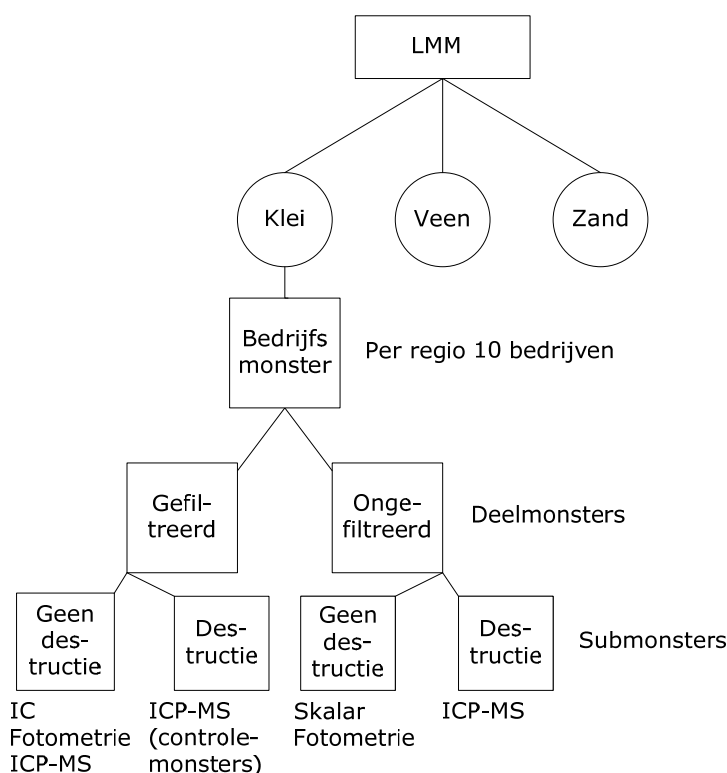 LMM
Klei
Veen
Zand
Bedrijfs
monster
Per regio 10 bedrijven
Gefil-
treerd
Onge-
filtreerd
Deelmonsters
Geen
des-
tructie
Des-
tructie
Geen
des-
tructie
Des-
tructie
Submonsters
IC
Fotometrie
ICP-MS
ICP-MS
(controle-
monsters)
Skalar
Fotometrie
ICP-MS